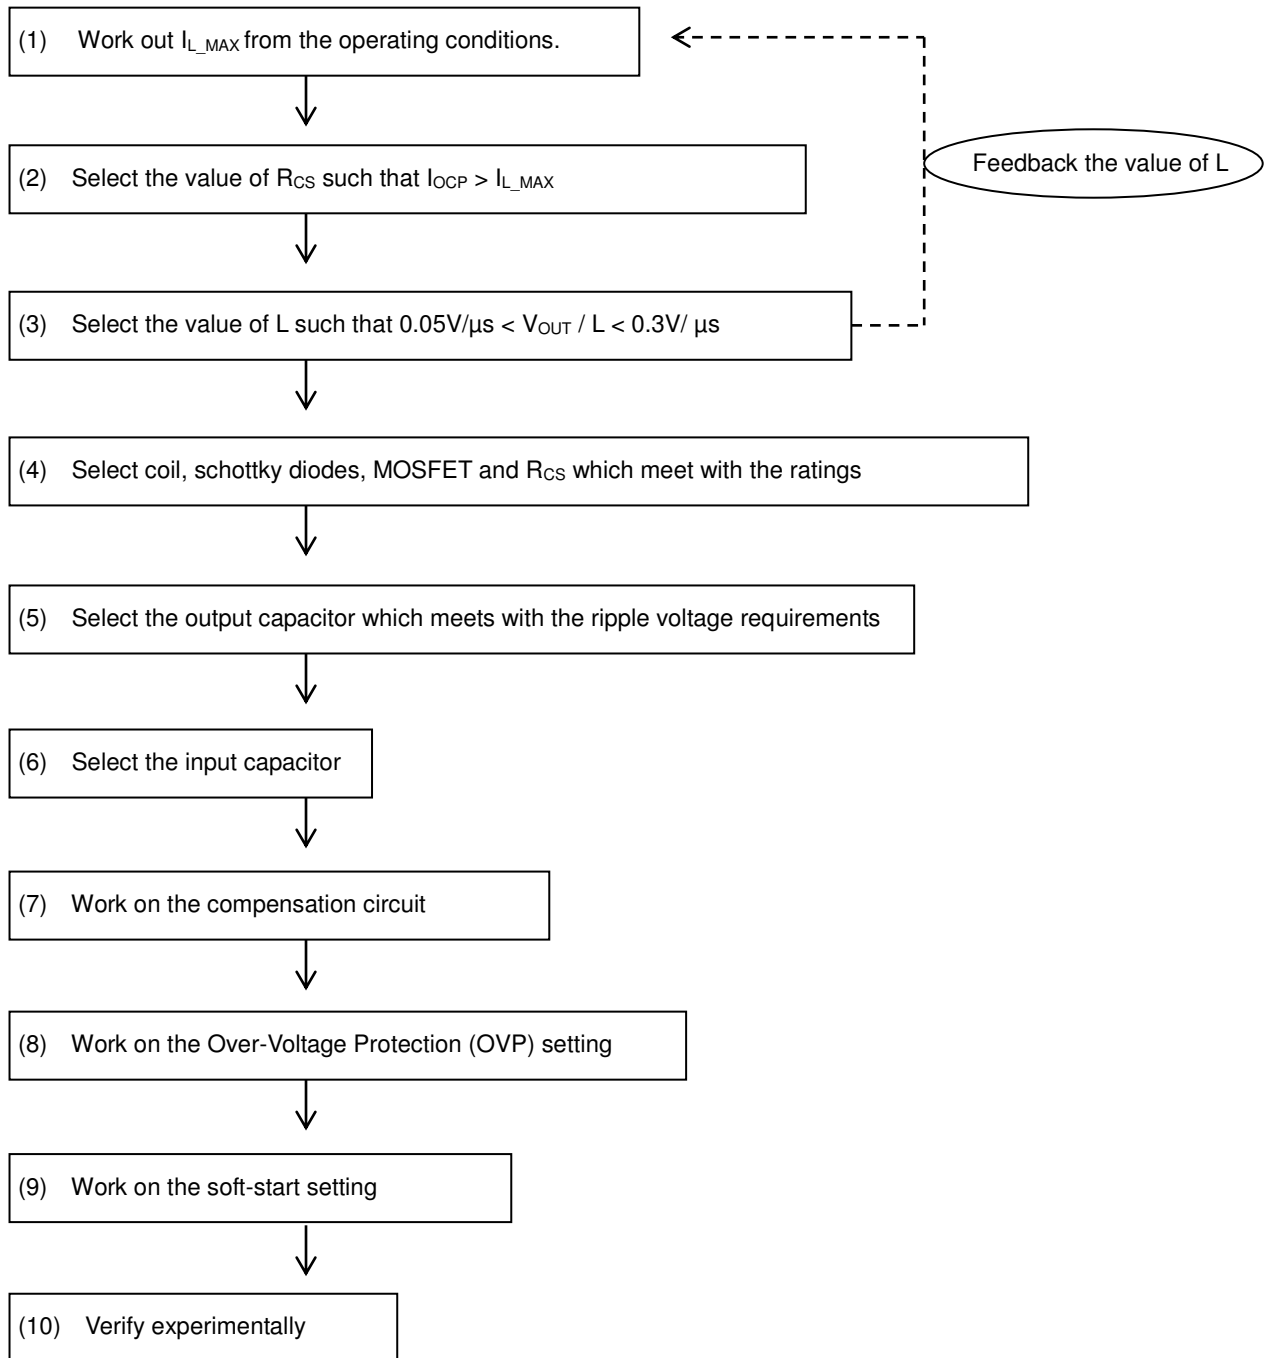 (1) Work out I_L_MAX from the operating conditions.
Feedback the value of L
(2) Select the value of R_CS such that I_OCP > I_L_MAX
(3) Select the value of L such that 0.05V/µs < V_OUT / L < 0.3V/ µs
(4) Select coil, schottky diodes, MOSFET and R_CS which meet with the ratings
(5) Select the output capacitor which meets with the ripple voltage requirements
(6) Select the input capacitor
(7) Work on the compensation circuit
(8) Work on the Over-Voltage Protection (OVP) setting
(9) Work on the soft-start setting
(10) Verify experimentally